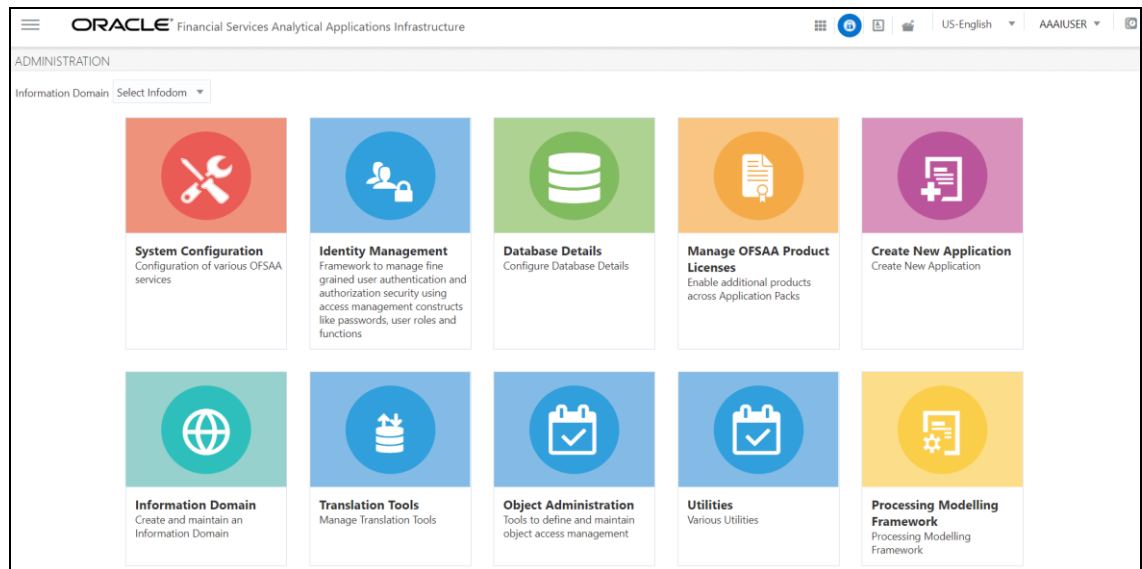 ORACLE® Financial Services Analytical Applications Infrastructure
US-English
AAAIUSER
ADMINISTRATION
Information Domain Select Infodom
System Configuration
Configuration of various OFSAA
services
Identity Management
Framework to manage fine
grained user authentication and
authorization security using
access management constructs
like passwords, user roles and
functions
Database Details
Configure Database Details
Manage OFSAA Product
Licenses
Enable additional products
across Application Packs
Create New Application
Create New Application
Information Domain
Create and maintain an
Information Domain
Translation Tools
Manage Translation Tools
Object Administration
Tools to define and maintain
object access management
Utilities
Various Utilities
Processing Modelling
Framework
Processing Modelling
Framework